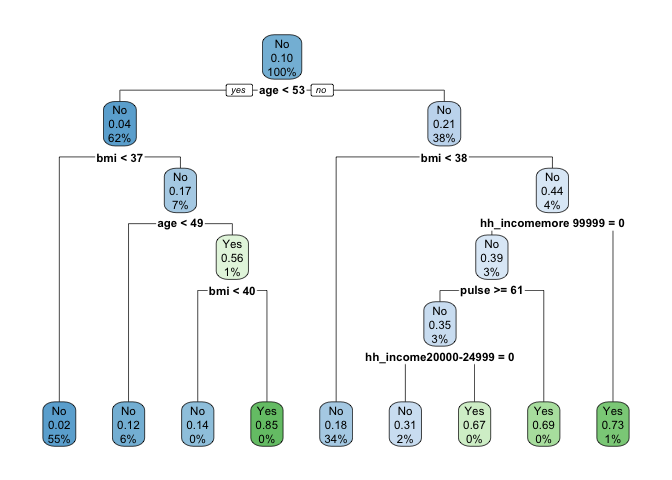 No
0.10
100%
yes age < 53 no
No
0.04
62%
No
0.21
38%
bmi < 37
bmi < 38
No
0.17
7%
No
0.44
4%
age < 49
hh_incomemore 99999 = 0
Yes
0.56
1%
No
0.39
3%
bmi < 40
pulse >= 61
No
0.35
3%
hh_income20000-24999 = 0
No
0.02
55%
No
0.12
6%
No
0.14
0%
Yes
0.85
0%
No
0.18
34%
No
0.31
2%
Yes
0.67
0%
Yes
0.69
0%
Yes
0.73
1%